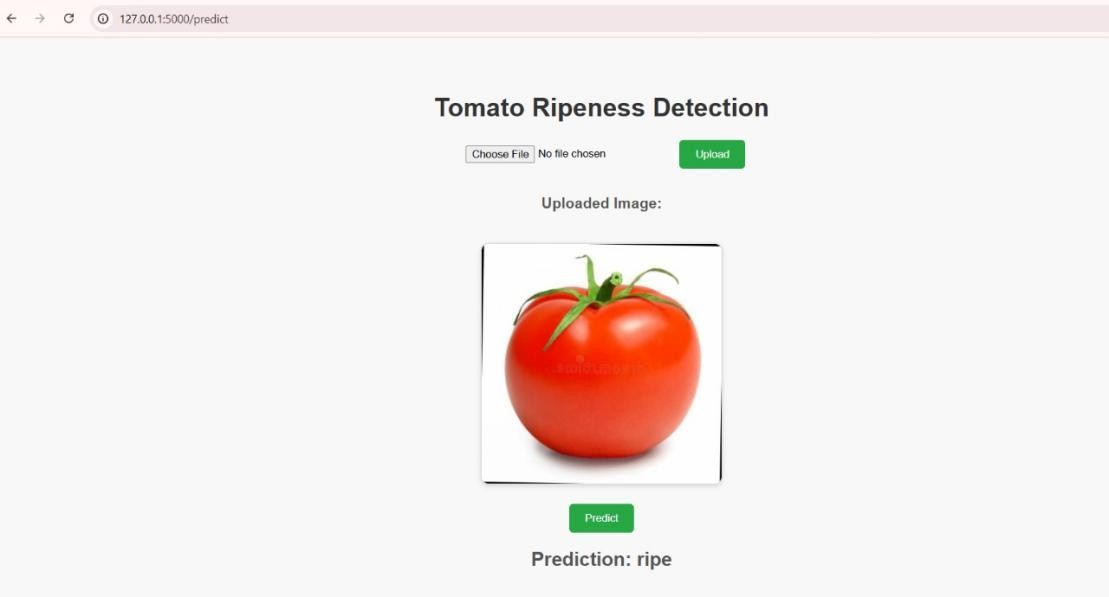 127.0.0.1:5000/predict
Tomato Ripeness Detection
Choose File No file chosen
Upload
Uploaded Image:
Predict
Prediction: ripe